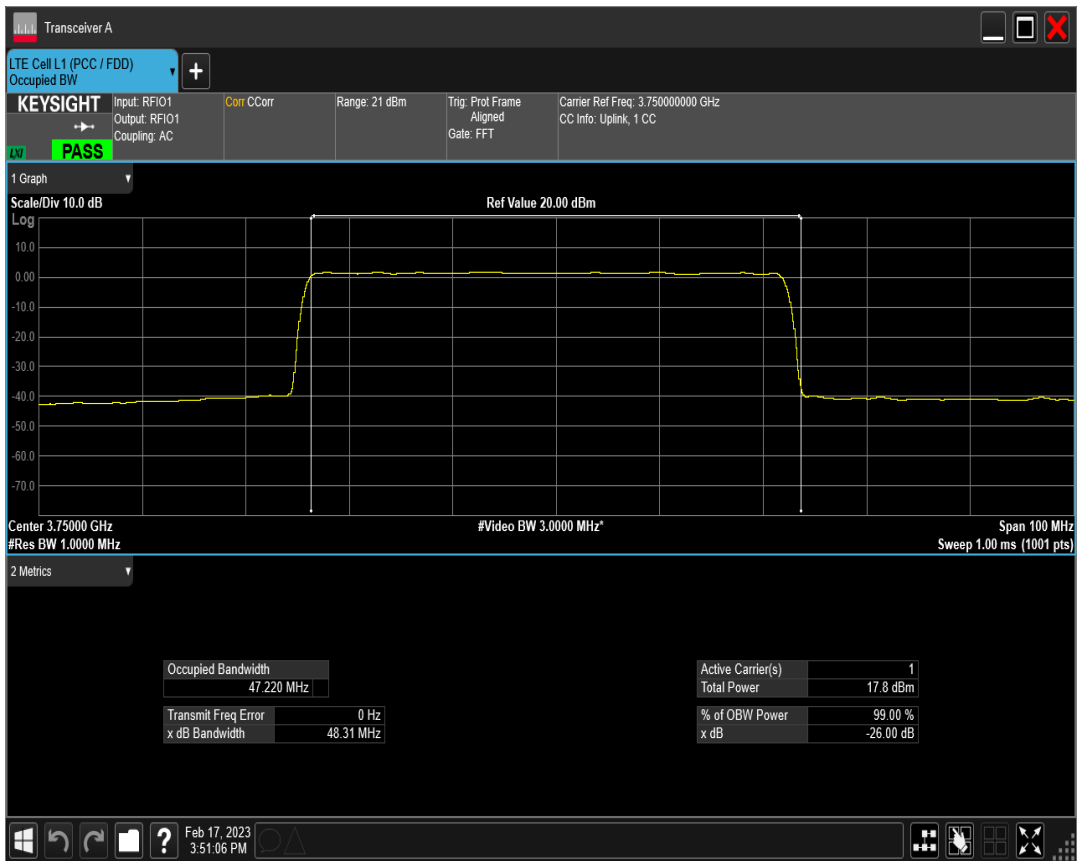 Transceiver A
LTE Cell L1 (PCC / FDD)
Occupied BW
+
KEYSIGHT
LXI
PASS
Input: RFIO1
Output: RFIO1
Coupling: AC
Corr CCorr
Range: 21 dBm
Trig: Prot Frame
Aligned
Gate: FFT
Carrier Ref Freq: 3.750000000 GHz
CC Info: Uplink, 1 CC
1 Graph
Scale/Div 10.0 dB
Ref Value 20.00 dBm
Log
10.0
0.00
-10.0
-20.0
-30.0
-40.0
-50.0
-60.0
-70.0
Center 3.75000 GHz
#Video BW 3.0000 MHz*
Span 100 MHz
#Res BW 1.0000 MHz
Sweep 1.00 ms (1001 pts)
2 Metrics
Occupied Bandwidth
47.220 MHz
Transmit Freq Error 0 Hz
x dB Bandwidth 48.31 MHz
Active Carrier(s) 1
Total Power 17.8 dBm
% of OBW Power 99.00 %
x dB -26.00 dB
?
Feb 17, 2023
3:51:06 PM